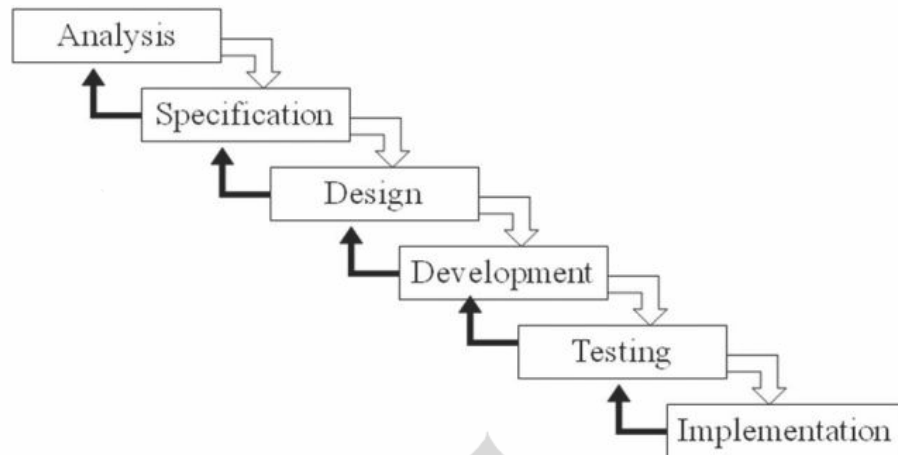 Analysis
Specification
Design
Development
Testing
Implementation